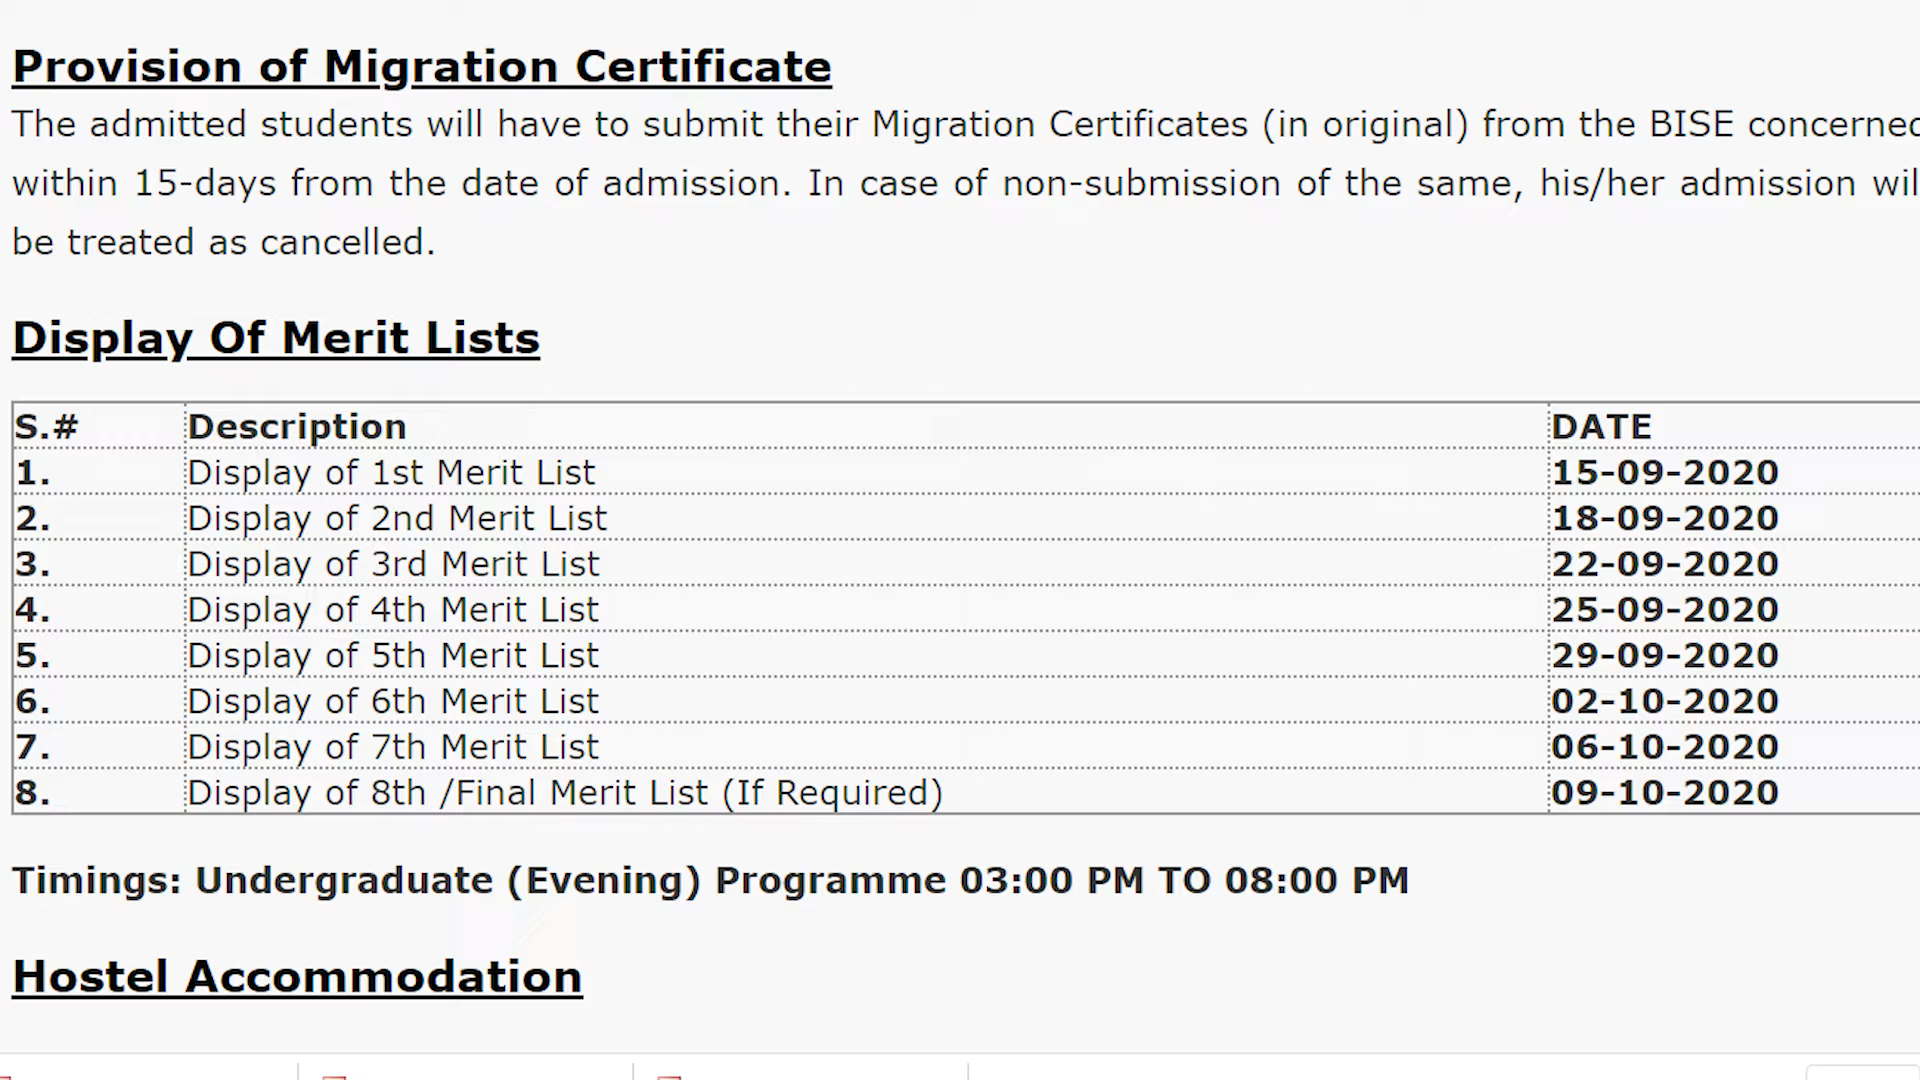 Provision of Migration Certificate
The admitted students will have to submit their Migration Certificates (in original) from the BISE concerned
within 15-days from the date of admission. In case of non-submission of the same, his/her admission wil
be treated as cancelled.
Display Of Merit Lists
S.# Description DATE
1. Display of 1st Merit List 15-09-2020
2. Display of 2nd Merit List 18-09-2020
3. Display of 3rd Merit List 22-09-2020
4. Display of 4th Merit List 25-09-2020
5. Display of 5th Merit List 29-09-2020
6. Display of 6th Merit List 02-10-2020
7. Display of 7th Merit List 06-10-2020
8. Display of 8th /Final Merit List (If Required) 09-10-2020
Timings: Undergraduate (Evening) Programme 03:00 PM TO 08:00 PM
Hostel Accommodation